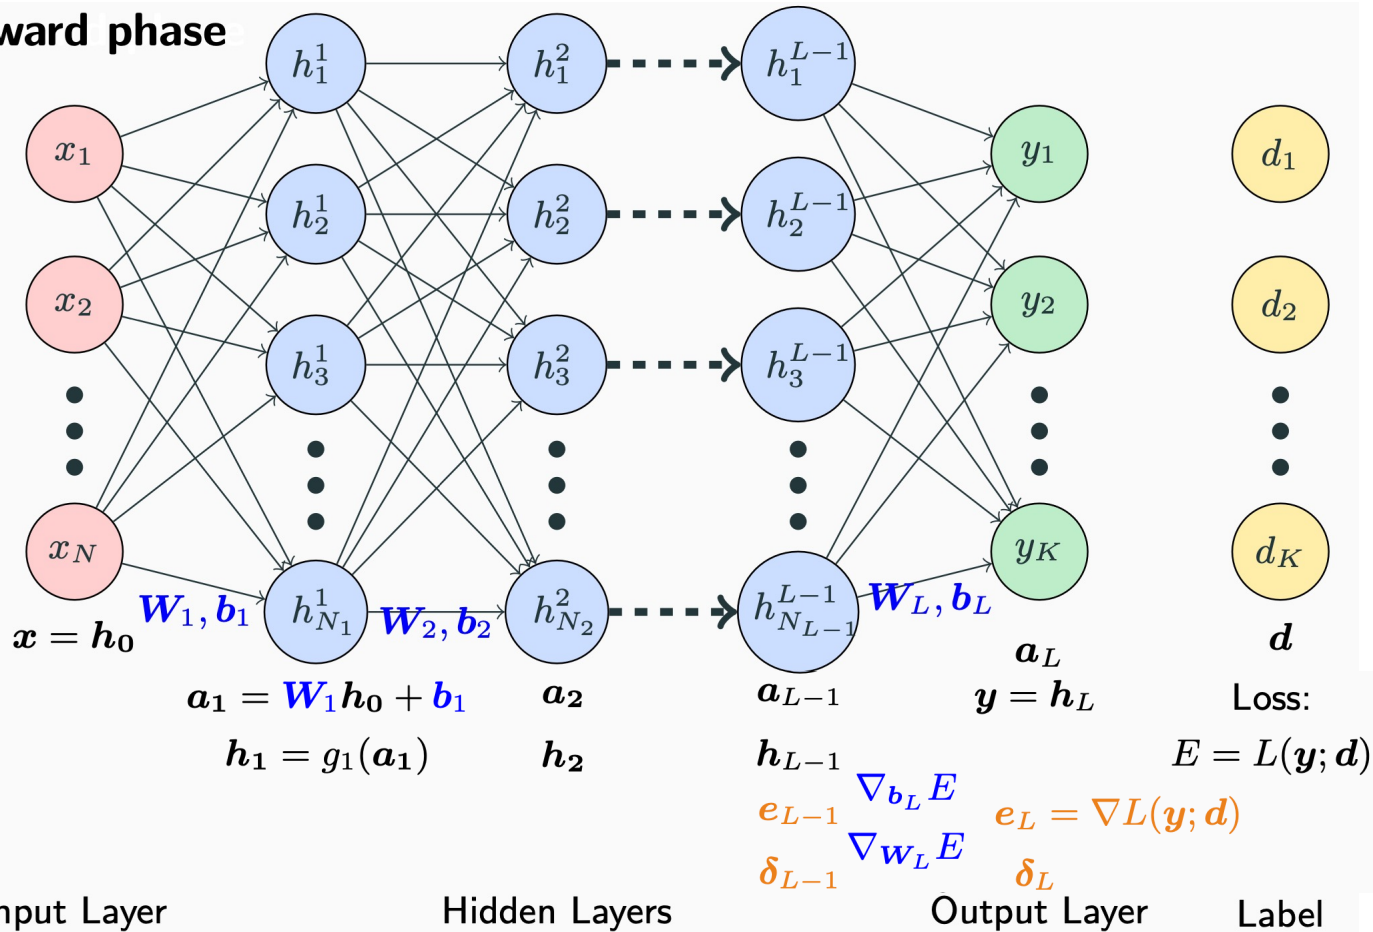 ward phase
h_1^1 h_1^2 h_1^{L-1}
x_1 y_1 d_1
h_2^1 h_2^2 h_2^{L-1}
x_2 y_2 d_2
h_3^1 h_3^2 h_3^{L-1}
x_N y_K d_K
h_{N_1}^1 h_{N_2}^2 h_{N_{L-1}}^{L-1}
W_1, b_1 W_2, b_2 W_L, b_L
x = h_0 a_L d
a_1 = W_1h_0 + b_1 a_2 a_{L-1} y = h_L Loss:
h_1 = g_1(a_1) h_2 h_{L-1} E = L(y; d)
∇_{b_L}E
e_{L-1} e_L = ∇L(y; d)
∇_{W_L}E
δ_{L-1} δ_L
nput Layer Hidden Layers Output Layer Label